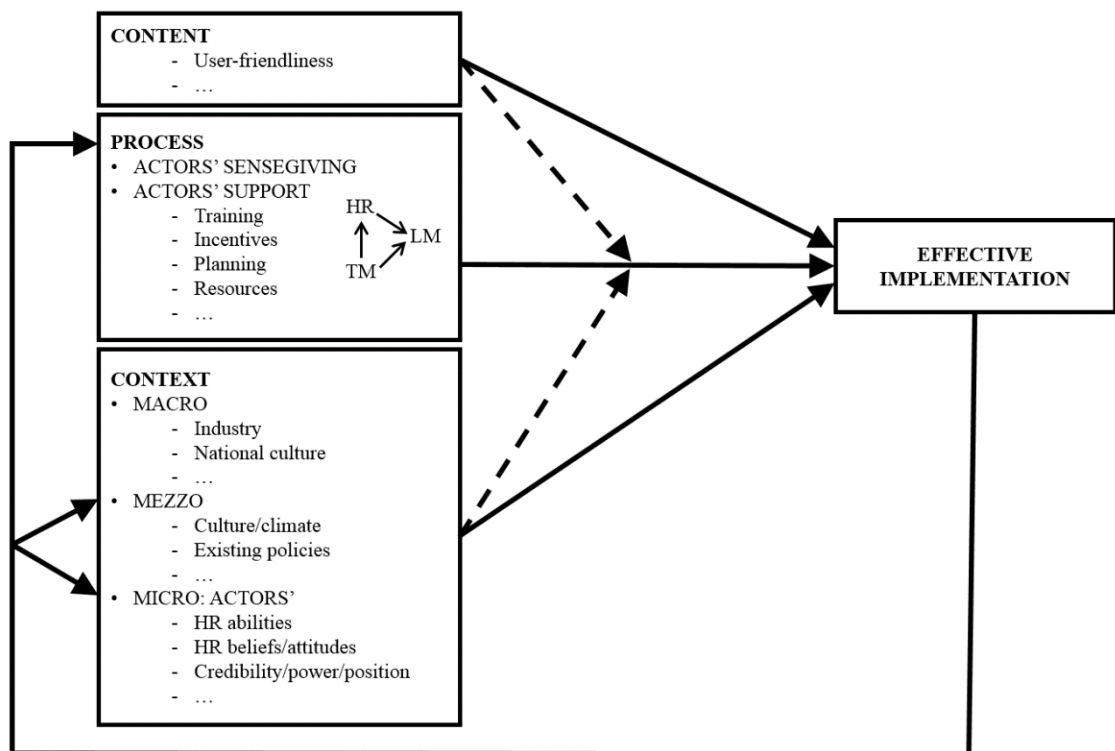 CONTENT
- User-friendliness
- …
PROCESS
• ACTORS’ SENSEGIVING
• ACTORS’ SUPPORT
- Training
- Incentives
- Planning
- Resources
- …
HR
LM
TM
CONTEXT
• MACRO
- Industry
- National culture
- …
• MEZZO
- Culture/climate
- Existing policies
- …
• MICRO: ACTORS’
- HR abilities
- HR beliefs/attitudes
- Credibility/power/position
- …
EFFECTIVE
IMPLEMENTATION